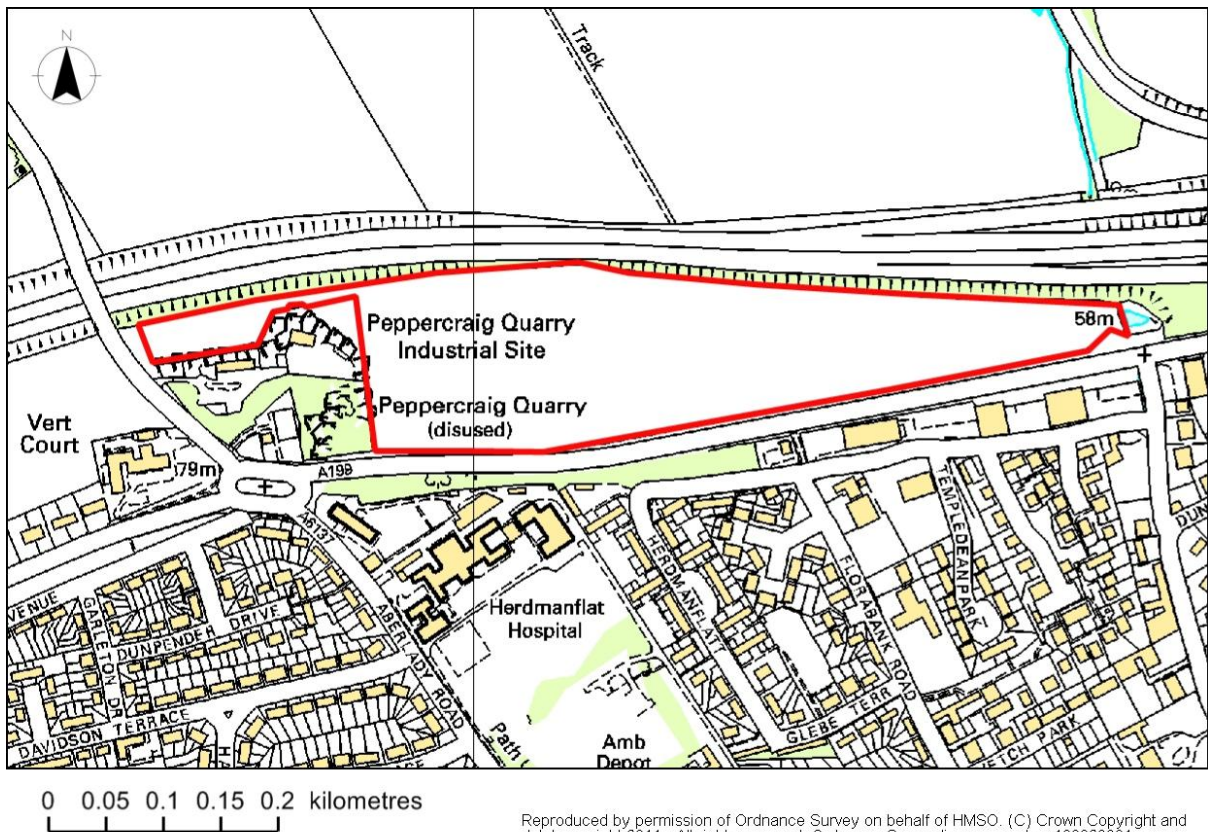 N
Track
58m
Peppercraig Quarry
Industrial Site
Peppercraig Quarry
(disused)
Vert
Court
79m
A199
A6137
ABERLADY ROAD
Herdmanflat
Hospital
HERDMANFLAT
FLORABANK ROAD
TEMPLEDEAN PARK
GLEBE TERR
AVENUE
GARLETON DR
DUNPENDER DRIVE
DAVIDSON TERRACE
Path
Amb
Depot
0 0.05 0.1 0.15 0.2 kilometres
Reproduced by permission of Ordnance Survey on behalf of HMSO. (C) Crown Copyright and